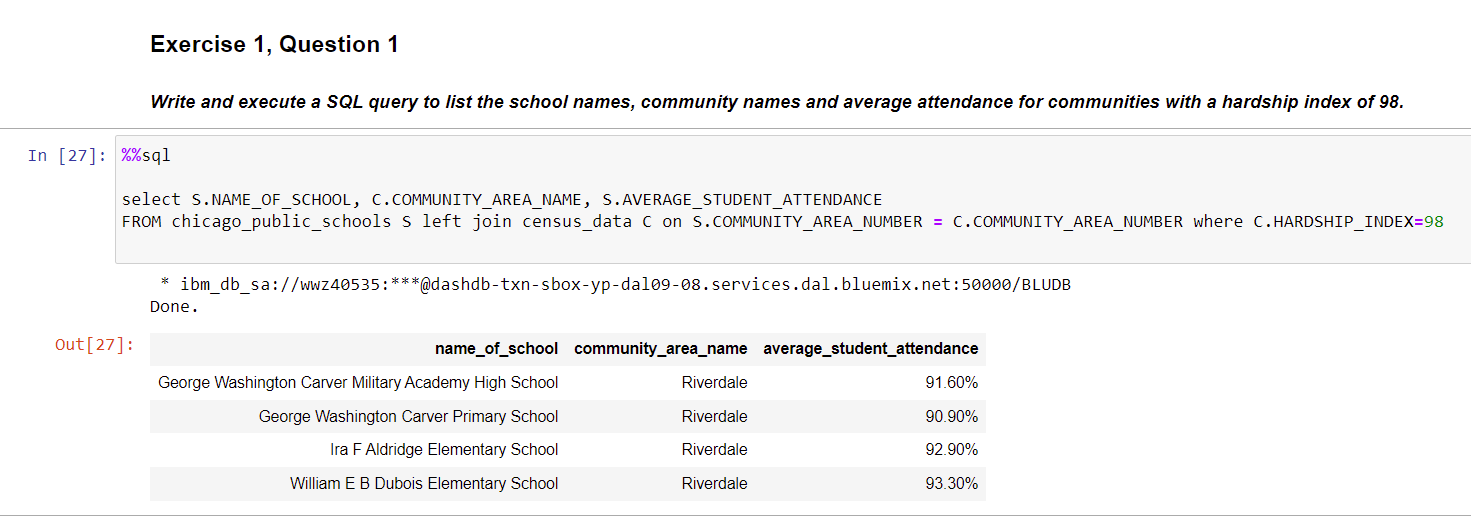 Exercise 1, Question 1
Write and execute a SQL query to list the school names, community names and average attendance for communities with a hardship index of 98.
In [27]: %%sql
select S.NAME_OF_SCHOOL, C.COMMUNITY_AREA_NAME, S.AVERAGE_STUDENT_ATTENDANCE
FROM chicago_public_schools S left join census_data C on S.COMMUNITY_AREA_NUMBER = C.COMMUNITY_AREA_NUMBER where C.HARDSHIP_INDEX=98
* ibm_db_sa://wwz40535:***@dashdb-txn-sbox-yp-dal09-08.services.dal.bluemix.net:50000/BLUDB
Done.
Out[27]: name_of_school community_area_name average_student_attendance
George Washington Carver Military Academy High School Riverdale 91.60%
George Washington Carver Primary School Riverdale 90.90%
Ira F Aldridge Elementary School Riverdale 92.90%
William E B Dubois Elementary School Riverdale 93.30%